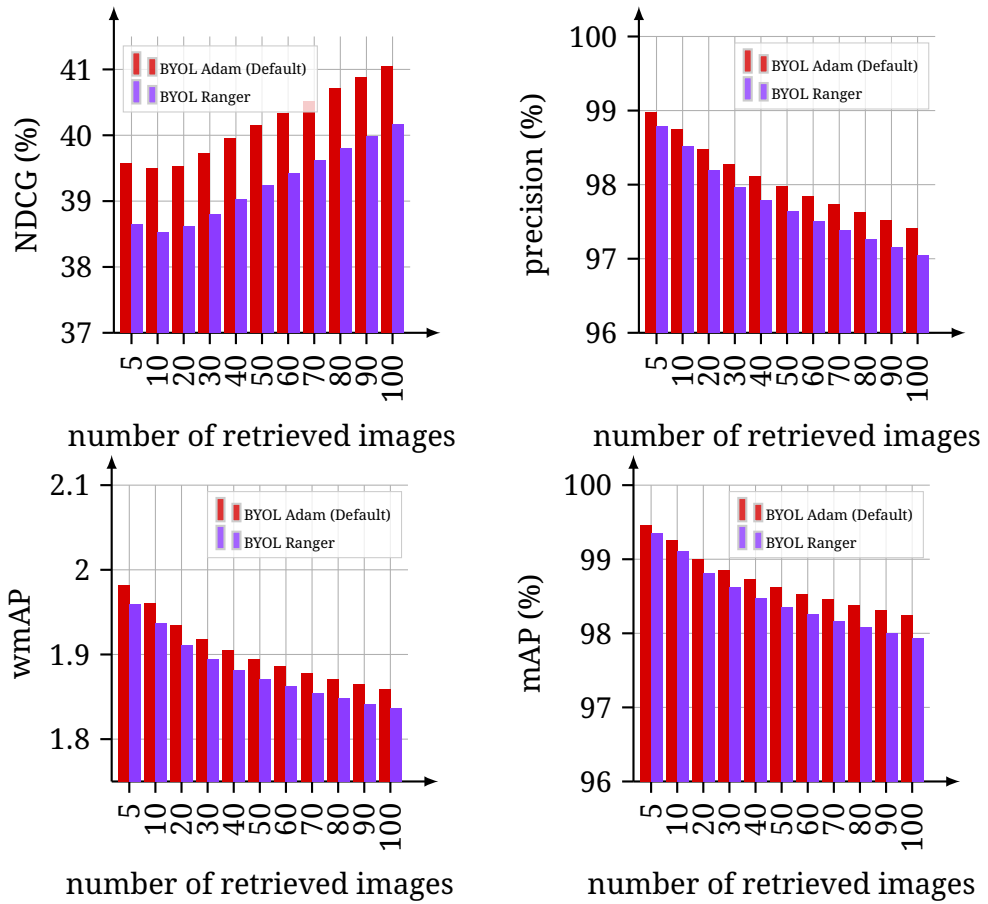 NDCG (%)
41
40
39
38
37
BYOL Adam (Default)
BYOL Ranger
5 10 20 30 40 50 60 70 80 90 100
number of retrieved images
precision (%)
100
99
98
97
96
BYOL Adam (Default)
BYOL Ranger
5 10 20 30 40 50 60 70 80 90 100
number of retrieved images
wmAP
2.1
2
1.9
1.8
BYOL Adam (Default)
BYOL Ranger
5 10 20 30 40 50 60 70 80 90 100
number of retrieved images
mAP (%)
100
99
98
97
96
BYOL Adam (Default)
BYOL Ranger
5 10 20 30 40 50 60 70 80 90 100
number of retrieved images